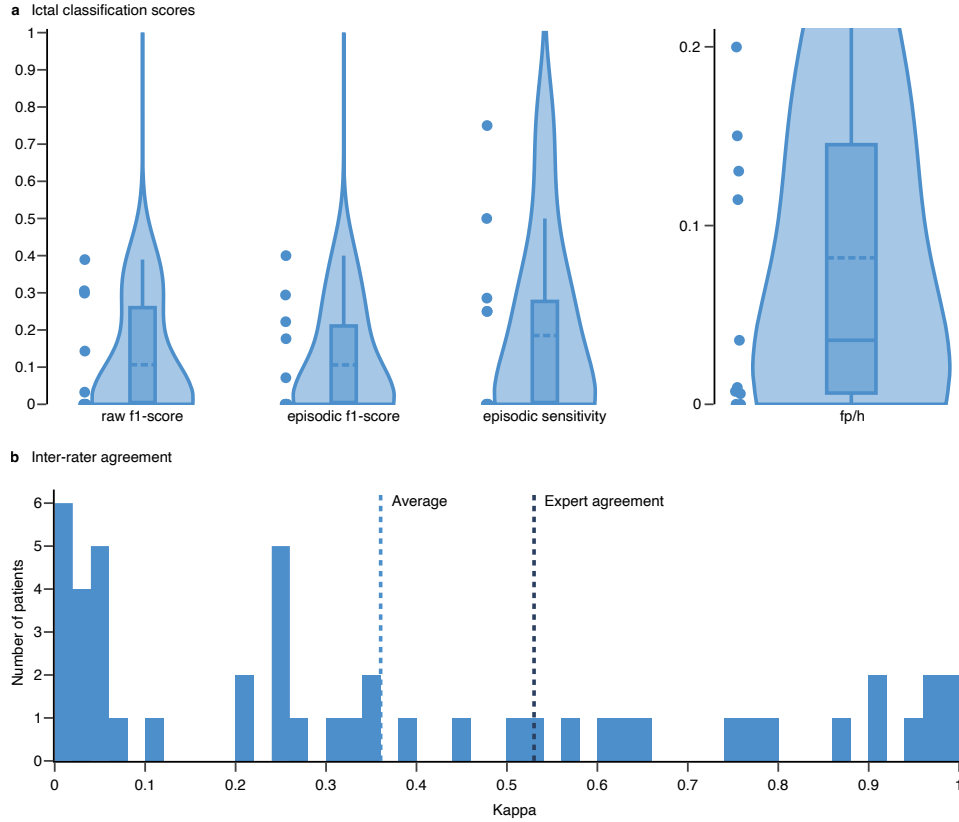 a Ictal classification scores
1
0.9
0.8
0.7
0.6
0.5
0.4
0.3
0.2
0.1
0
raw f1-score
episodic f1-score
episodic sensitivity
0.2
0.1
0
fp/h
b Inter-rater agreement
Number of patients
6
5
4
3
2
1
0
Average
Expert agreement
0 0.1 0.2 0.3 0.4 0.5 0.6 0.7 0.8 0.9 1
Kappa